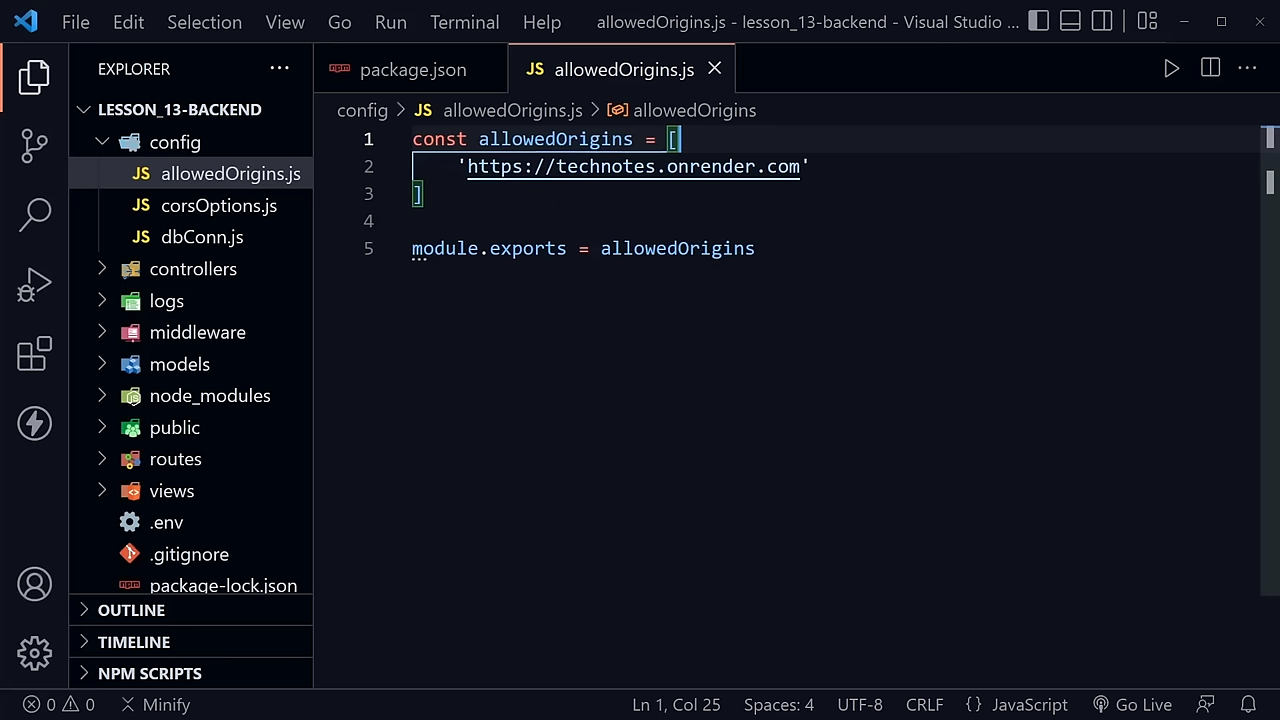 File Edit Selection View Go Run Terminal Help allowedOrigins.js - lesson_13-backend - Visual Studio ...
EXPLORER
package.json
JS allowedOrigins.js
LESSON_13-BACKEND
config > JS allowedOrigins.js > allowedOrigins
config
JS allowedOrigins.js
JS corsOptions.js
JS dbConn.js
controllers
logs
middleware
models
node_modules
public
routes
views
.env
.gitignore
package-lock.json
OUTLINE
TIMELINE
NPM SCRIPTS
1 const allowedOrigins = [
2 'https://technotes.onrender.com'
3 ]
4
5 module.exports = allowedOrigins
0 0 Minify Ln 1, Col 25 Spaces: 4 UTF-8 CRLF {} JavaScript Go Live